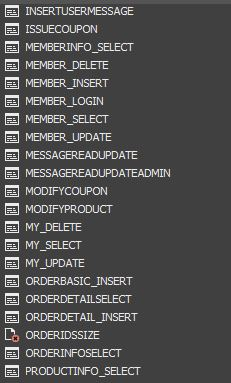 INSERTUSERMESSAGE
ISSUECOUPON
MEMBERINFO_SELECT
MEMBER_DELETE
MEMBER_INSERT
MEMBER_LOGIN
MEMBER_SELECT
MEMBER_UPDATE
MESSAGEREADUPDATE
MESSAGEREADUPDATEADMIN
MODIFYCOUPON
MODIFYPRODUCT
MY_DELETE
MY_SELECT
MY_UPDATE
ORDERBASIC_INSERT
ORDERDETAILSELECT
ORDERDETAIL_INSERT
ORDERIDSSIZE
ORDERINFOSELECT
PRODUCTINFO_SELECT